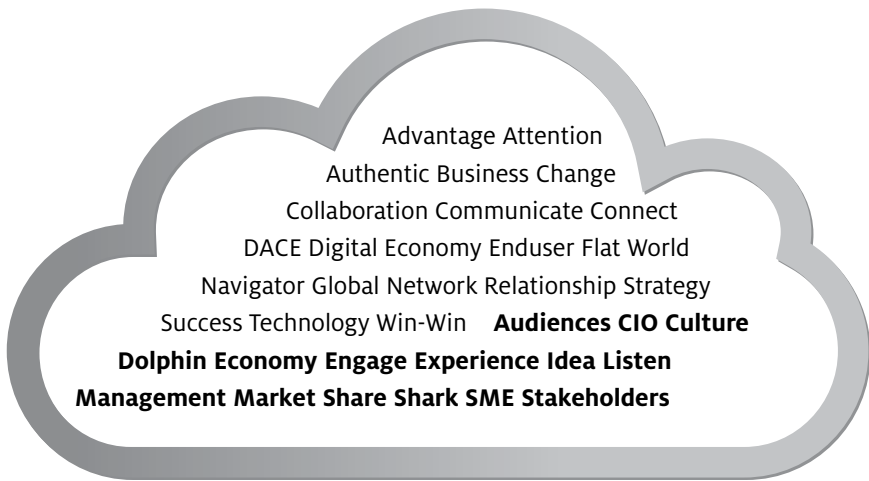 Advantage Attention
Authentic Business Change
Collaboration Communicate Connect
DACE Digital Economy Enduser Flat World
Navigator Global Network Relationship Strategy
Success Technology Win-Win Audiences CIO Culture
Dolphin Economy Engage Experience Idea Listen
Management Market Share Shark SME Stakeholders